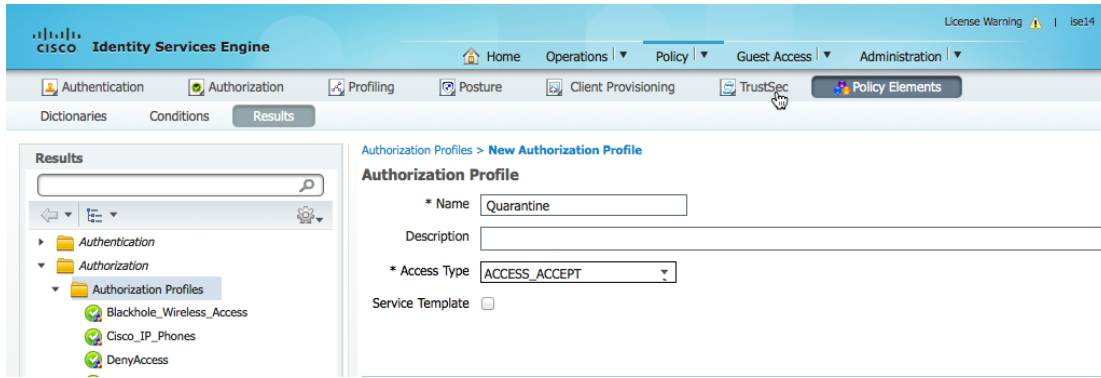 License Warning | ise14
CISCO Identity Services Engine
Home Operations | Policy | Guest Access | Administration |
Authentication Authorization Profiling Posture Client Provisioning TrustSec Policy Elements
Dictionaries Conditions Results
Results
Authentication
Authorization
Authorization Profiles
Blackhole_Wireless_Access
Cisco_IP_Phones
DenyAccess
Authorization Profiles > New Authorization Profile
Authorization Profile
* Name Quarantine
Description
* Access Type ACCESS_ACCEPT
Service Template